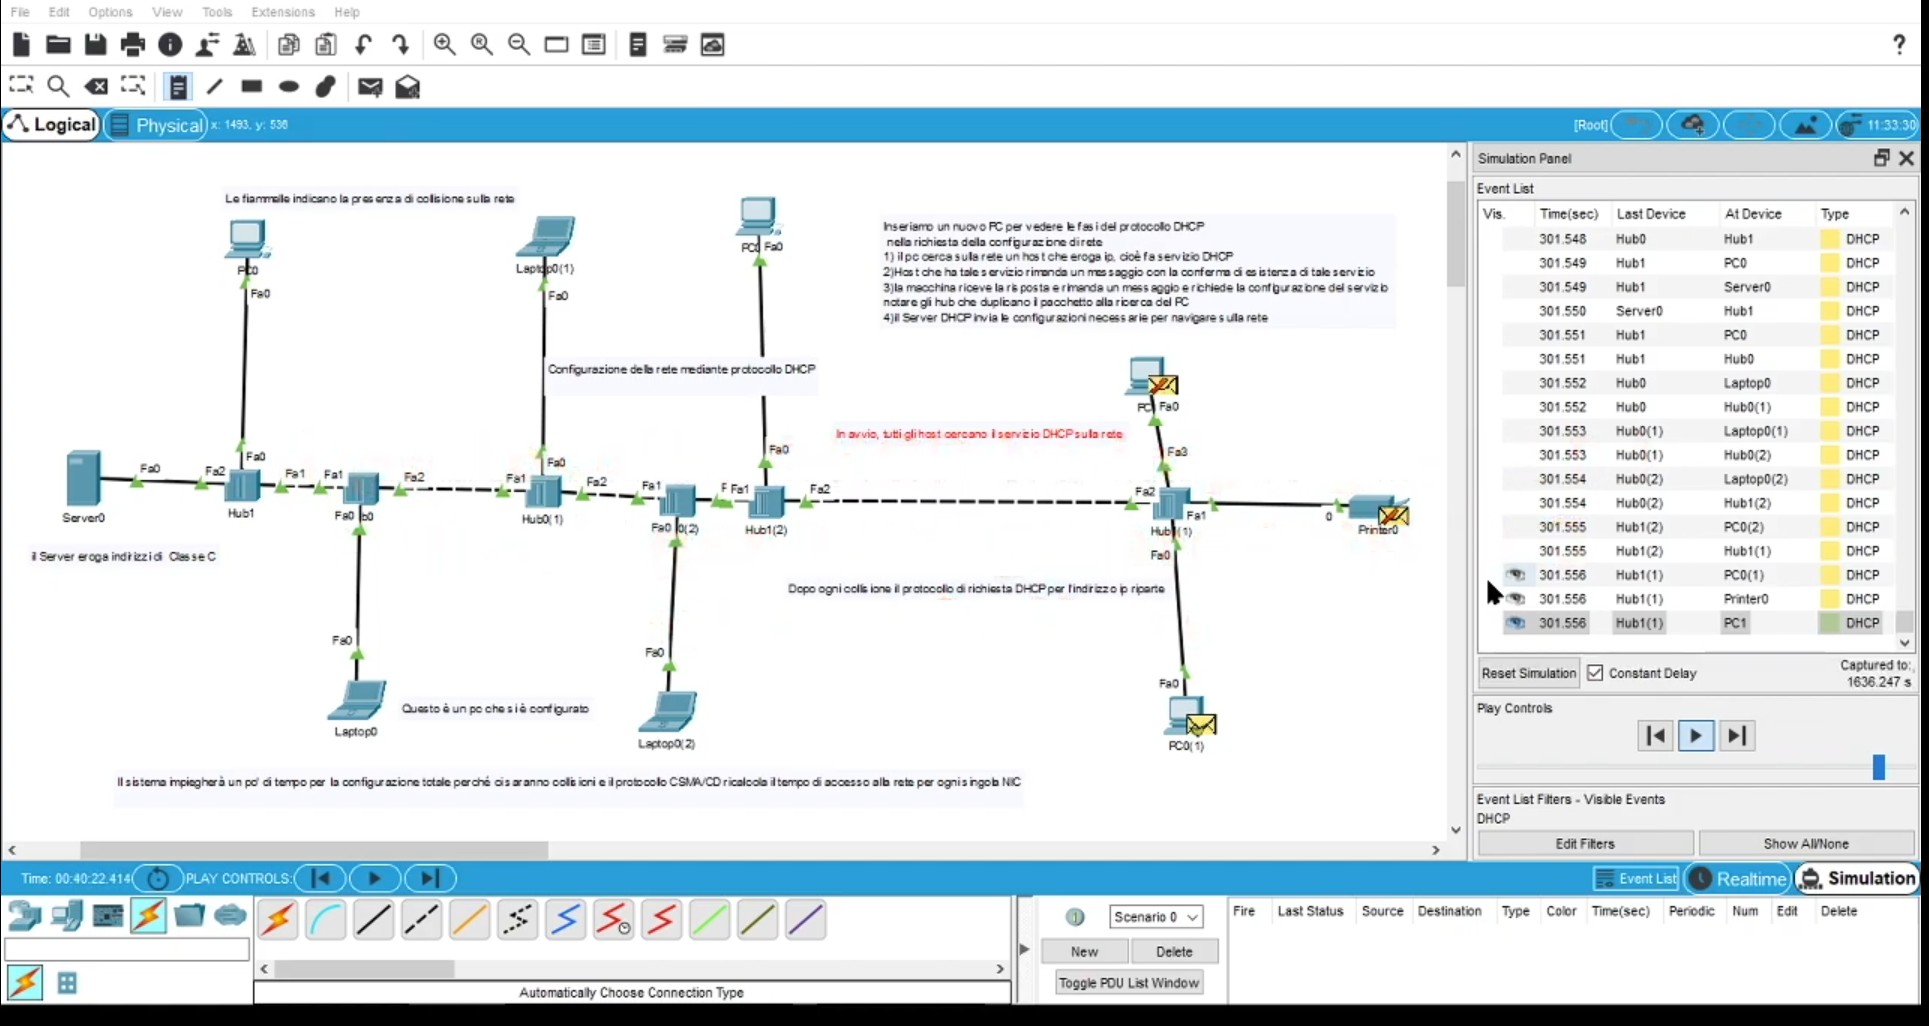 File Edit Options View Tools Extensions Help
?
Logical Physical x: 1493, y: 536 [Root] 11:33:30
Simulation Panel
Event List
Vis. Time(sec) Last Device At Device Type
301.548 Hub0 Hub1 DHCP
301.549 Hub1 PC0 DHCP
301.549 Hub1 Server0 DHCP
301.550 Server0 Hub1 DHCP
301.551 Hub1 PC0 DHCP
301.551 Hub1 Hub0 DHCP
301.552 Hub0 Laptop0 DHCP
301.552 Hub0 Hub0(1) DHCP
301.553 Hub0(1) Laptop0(1) DHCP
301.553 Hub0(1) Hub0(2) DHCP
301.554 Hub0(2) Laptop0(2) DHCP
301.554 Hub0(2) Hub1(2) DHCP
301.555 Hub1(2) PC0(2) DHCP
301.555 Hub1(2) Hub1(1) DHCP
301.556 Hub1(1) PC0(1) DHCP
301.556 Hub1(1) Printer0 DHCP
301.556 Hub1(1) PC1 DHCP
Reset Simulation Constant Delay Captured to:
1636.247 s
Play Controls
Event List Filters - Visible Events
DHCP
Edit Filters Show All/None
Le fiammelle indicano la presenza di collisione sulla rete
PC0
Fa0
Laptop0(1)
Fa0
Fa0
Inseriamo un nuovo PC per vedere le fasi del protocollo DHCP
nella richiesta della configurazione di rete
1) il pc cerca sulla rete un host che eroga ip, cioè fa servizio DHCP
2)Host che ha tale servizio rimanda un messaggio con la conferma di esistenza di tale servizio
3)la macchina riceve la risposta e rimanda un messaggio e richiede la configurazione del servizio
notare gli hub che duplicano il pacchetto alla ricerca del PC
4)il Server DHCP invia le configurazioni necessarie per navigare sulla rete
Configurazione della rete mediante protocollo DHCP
Fa0
In avvio, tutti gli host cercano il servizio DHCP sulla rete
Fa0 Fa2 Fa0 Fa1 Fa1 Fa2 Fa1 Fa0 Fa2 Fa1 Fa1 Fa0 Fa2 Fa2 Fa3 Fa1 0
Server0 Hub1 Fa0 Hub0(1) Fa0 Hub1(2) Printer0
Fa0
il Server eroga indirizzi di Classe C
Dopo ogni collisione il protocollo di richiesta DHCP per l'indirizzo ip riparte
Fa0 Fa0 Fa0
Laptop0
Questo è un pc che si è configurato
Laptop0(2)
PC0(1)
Il sistema impiegherà un po' di tempo per la configurazione totale perché ci saranno collisioni e il protocollo CSMA/CD ricalcola il tempo di accesso alla rete per ogni singola NIC
Time: 00:40:22.414 PLAY CONTROLS: Event List Realtime Simulation
Scenario 0
New Delete
Toggle PDU List Window
Fire Last Status Source Destination Type Color Time(sec) Periodic Num Edit Delete
Automatically Choose Connection Type